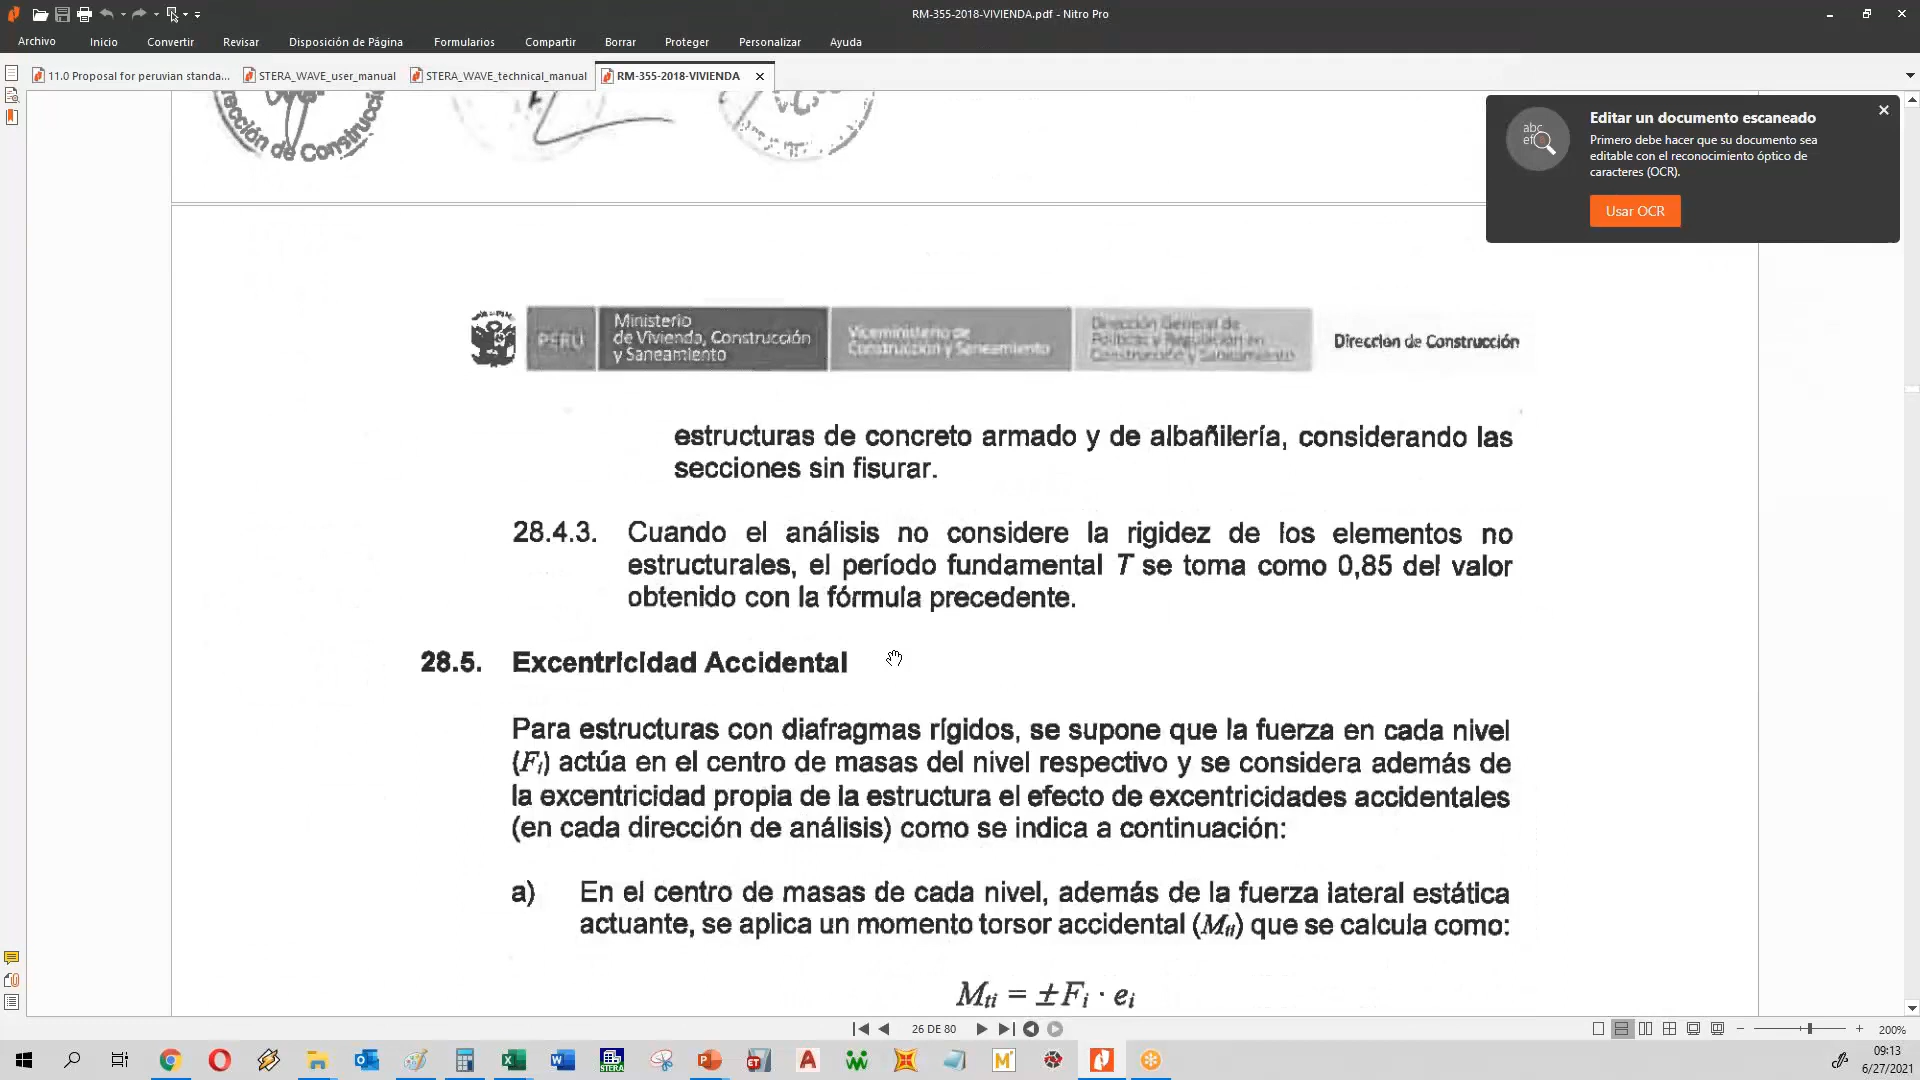 RM-355-2018-VIVIENDA.pdf - Nitro Pro
Archivo Inicio Convertir Revisar Disposición de Página Formularios Compartir Borrar Proteger Personalizar Ayuda
11.0 Proposal for peruvian standa... STERA_WAVE_user_manual STERA_WAVE_technical_manual RM-355-2018-VIVIENDA
rección de Construcció
Editar un documento escaneado
Primero debe hacer que su documento sea
editable con el reconocimiento óptico de
caracteres (OCR).
Usar OCR
PERÚ
Ministerio
de Vivienda, Construcción
y Saneamiento
Viceministerio de
Construcción y Saneamiento
Dirección General de
Políticas y Regulación en
Construcción y Saneamiento
Dirección de Construcción
estructuras de concreto armado y de albañilería, considerando las
secciones sin fisurar.
28.4.3. Cuando el análisis no considere la rigidez de los elementos no
estructurales, el período fundamental T se toma como 0,85 del valor
obtenido con la fórmula precedente.
28.5. Excentricidad Accidental
Para estructuras con diafragmas rígidos, se supone que la fuerza en cada nivel
(Fi) actúa en el centro de masas del nivel respectivo y se considera además de
la excentricidad propia de la estructura el efecto de excentricidades accidentales
(en cada dirección de análisis) como se indica a continuación:
a) En el centro de masas de cada nivel, además de la fuerza lateral estática
actuante, se aplica un momento torsor accidental (Mti) que se calcula como:
Mti = ±Fi · ei
26 DE 80
200%
STERA
ET
09:13
6/27/2021